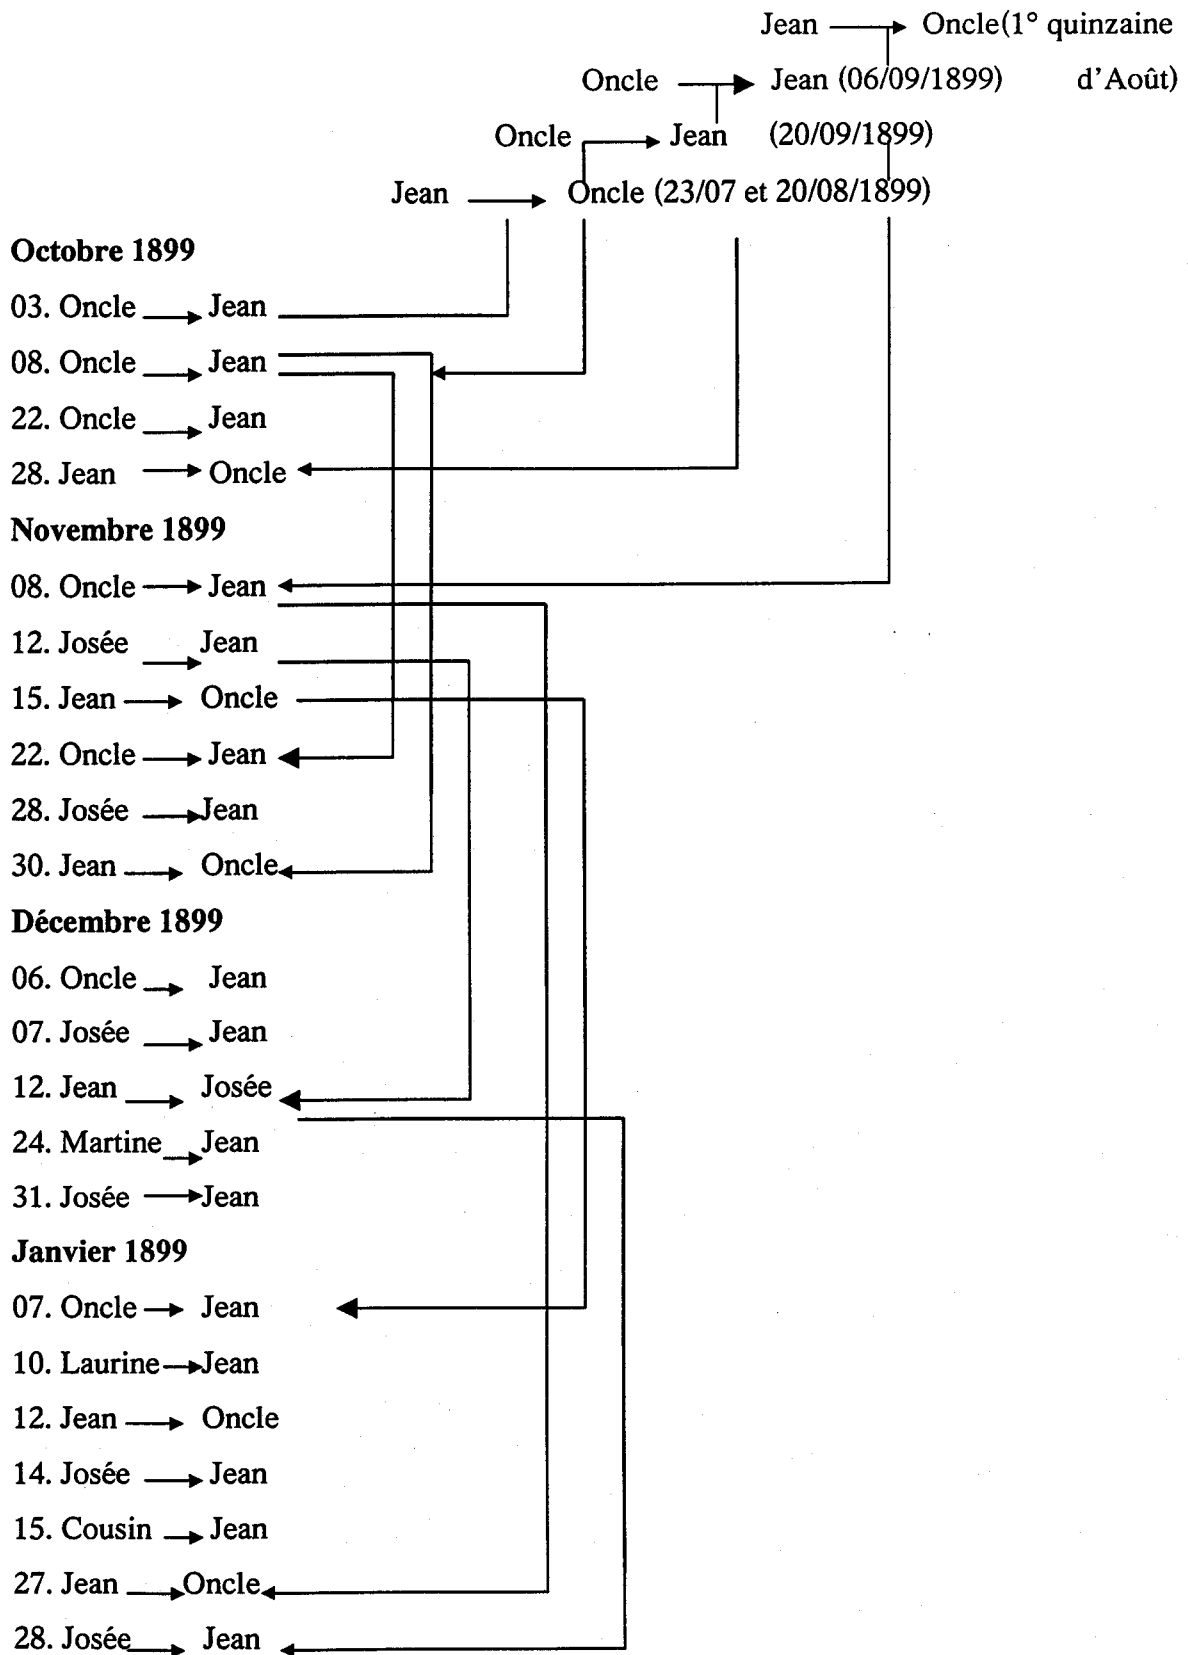 Jean Oncle(1° quinzaine
Oncle Jean (06/09/1899) d'Août)
Oncle Jean (20/09/1899)
Jean Oncle (23/07 et 20/08/1899)
Octobre 1899
03. Oncle Jean
08. Oncle Jean
22. Oncle Jean
28. Jean Oncle
Novembre 1899
08. Oncle Jean
12. Josée Jean
15. Jean Oncle
22. Oncle Jean
28. Josée Jean
30. Jean Oncle
Décembre 1899
06. Oncle Jean
07. Josée Jean
12. Jean Josée
24. Martine Jean
31. Josée Jean
Janvier 1899
07. Oncle Jean
10. Laurine Jean
12. Jean Oncle
14. Josée Jean
15. Cousin Jean
27. Jean Oncle
28. Josée Jean